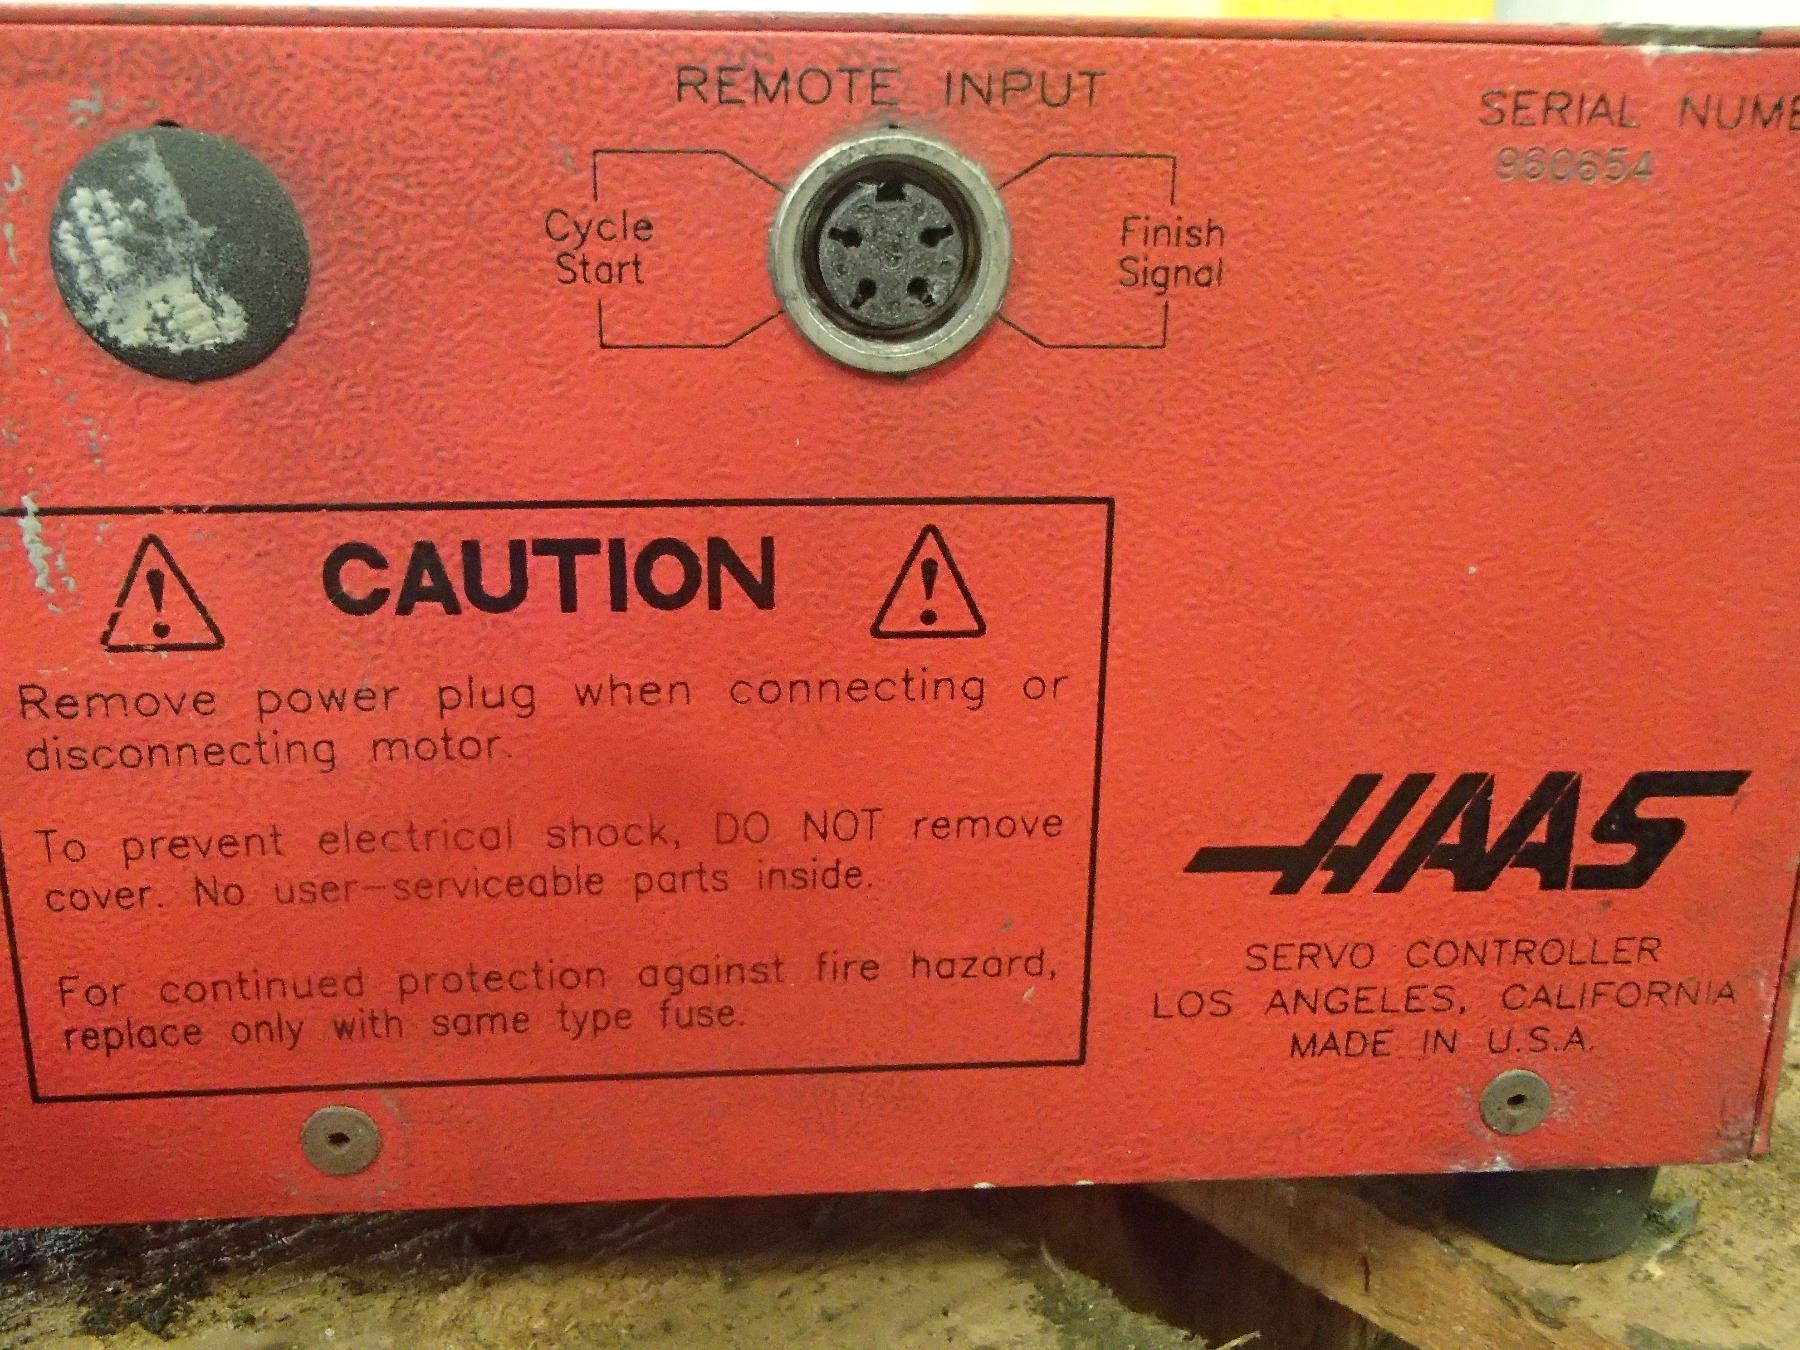 REMOTE INPUT
SERIAL NUMB
960654
Cycle
Start
Finish
Signal
CAUTION
Remove power plug when connecting or
disconnecting motor.
To prevent electrical shock, DO NOT remove
cover. No user-serviceable parts inside.
For continued protection against fire hazard,
replace only with same type fuse.
HAAS
SERVO CONTROLLER
LOS ANGELES, CALIFORNIA
MADE IN U.S.A.